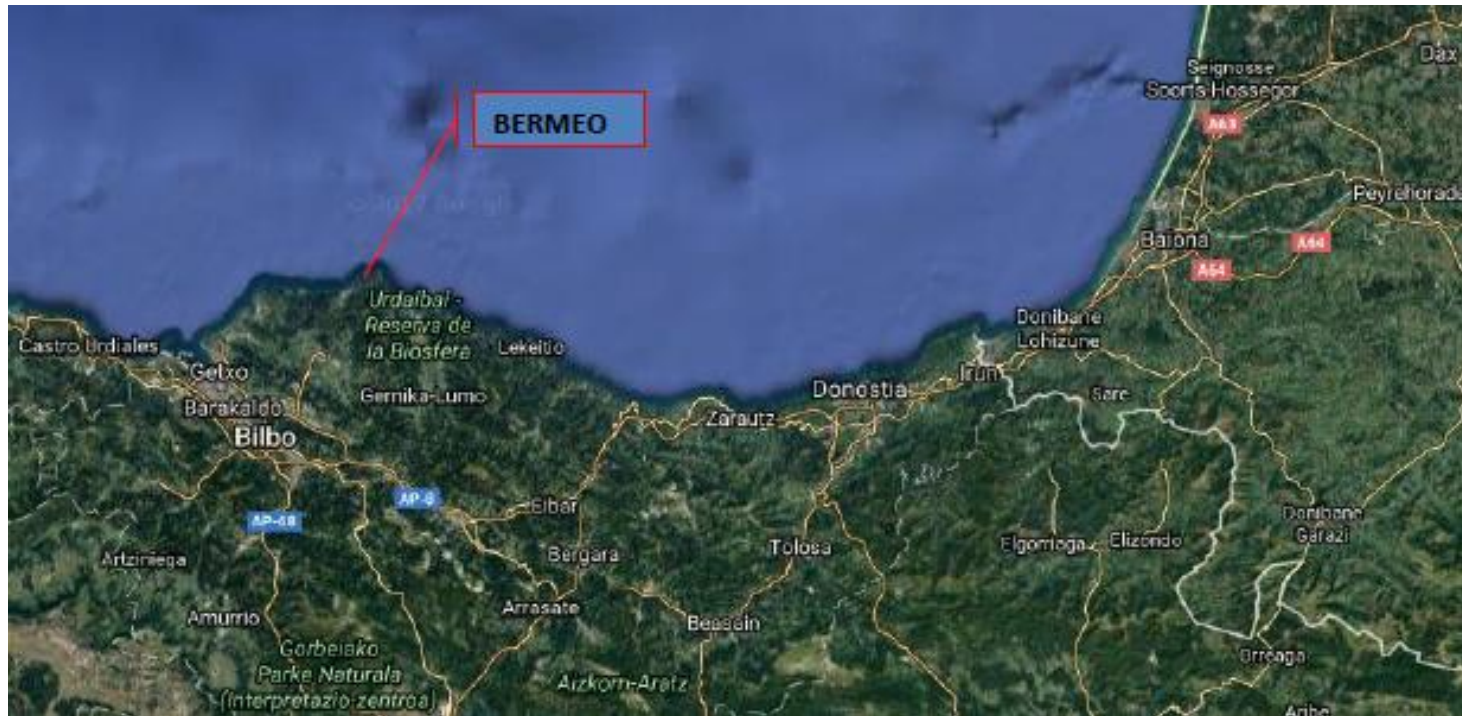 Dax
Seignosse
Soorts-Hossegor
A63
BERMEO
Peyrehorade
Baiona
A64
A64
Urdaibai -
Reserva de
la Biosfera
Donibane
Lohizune
Castro Urdiales
Lekeitio
Getxo
Irun
Donostia
Sare
Gernika-Lumo
Barakaldo
Zarautz
Bilbo
AP-8
Eibar
AP-68
Donibane
Garazi
Artziniega
Bergara
Tolosa
Elgorriaga
Elizondo
Arrasate
Amurrio
Beasain
Gorbeiako
Parke Naturala
(Interpretazio zentroa)
Orreaga
Aizkorri-Aratz
Aribe